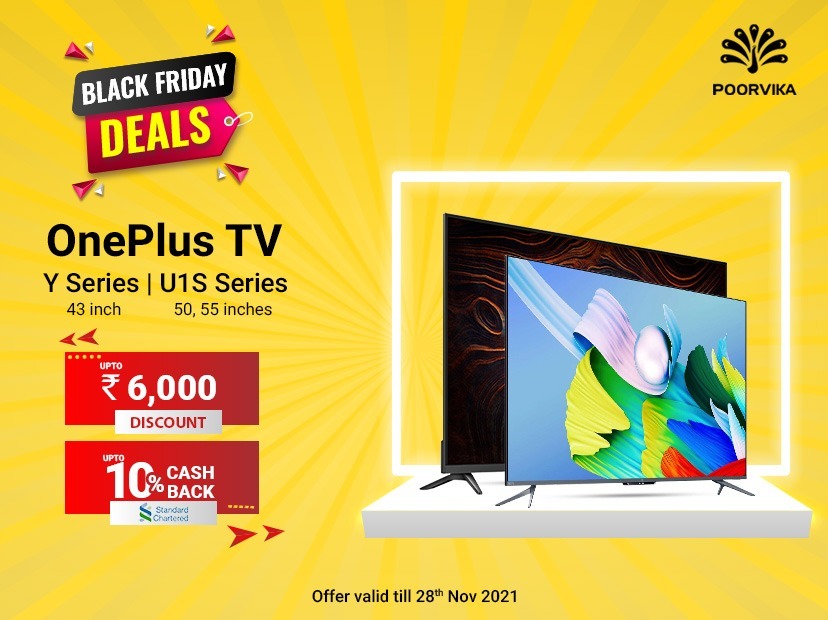 BLACK FRIDAY
DEALS
POORVIKA
OnePlus TV
Y Series | U1S Series
43 inch 50, 55 inches
UPTO
₹ 6,000
DISCOUNT
UPTO
10% CASH
BACK
Standard
Chartered
Offer valid till 28th Nov 2021